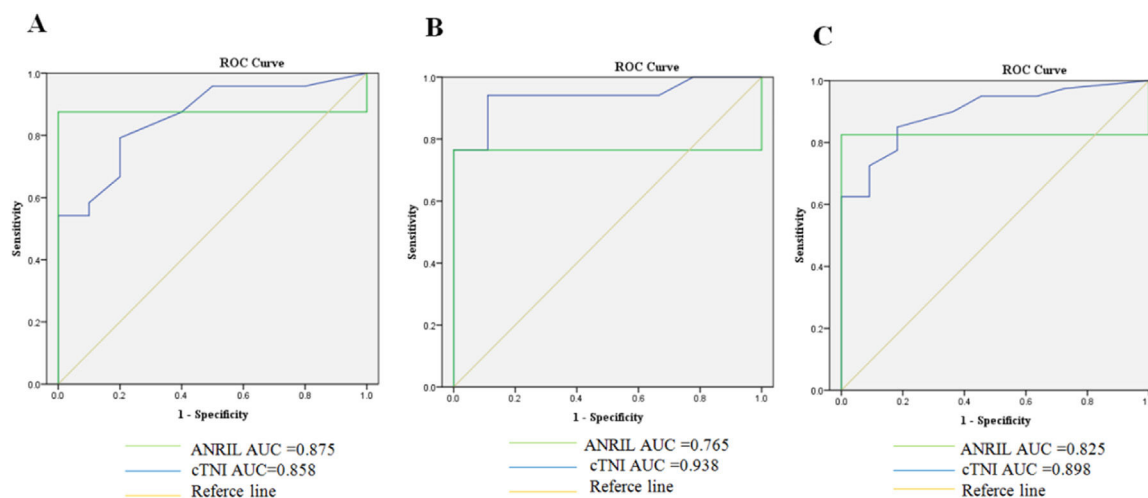 A
ROC Curve
1.0
0.8
0.6
0.4
0.2
0.0
Sensitivity
0.0 0.2 0.4 0.6 0.8 1.0
1 - Specificity
ANRIL AUC =0.875
cTNI AUC=0.858
Referce line
B
ROC Curve
1.0
0.8
0.6
0.4
0.2
0.0
Sensitivity
0.0 0.2 0.4 0.6 0.8 1.0
1 - Specificity
ANRIL AUC =0.765
cTNI AUC =0.938
Referce line
C
ROC Curve
1.0
0.8
0.6
0.4
0.2
0.0
Sensitivity
0.0 0.2 0.4 0.6 0.8
1 - Specificity
ANRIL AUC =0.825
cTNI AUC =0.898
Referce line